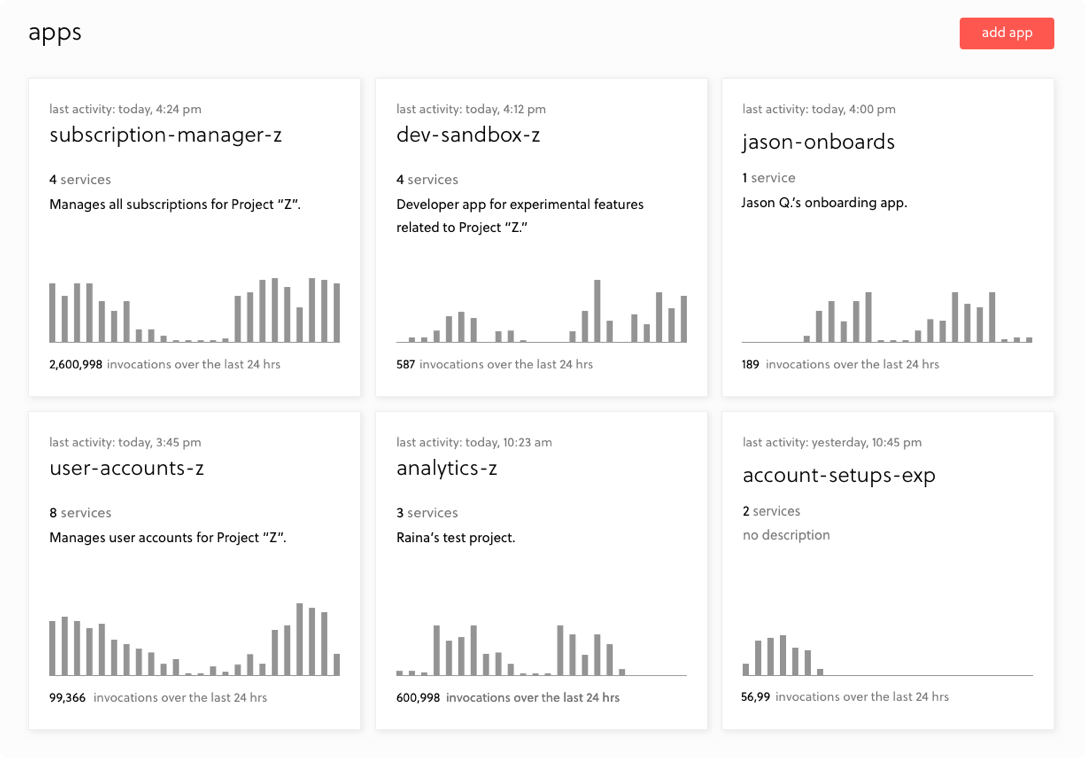 apps
add app
last activity: today, 4:24 pm
subscription-manager-z
4 services
Manages all subscriptions for Project “Z”.
2,600,998 invocations over the last 24 hrs
last activity: today, 4:12 pm
dev-sandbox-z
4 services
Developer app for experimental features
related to Project “Z.”
587 invocations over the last 24 hrs
last activity: today, 4:00 pm
jason-onboards
1 service
Jason Q.’s onboarding app.
189 invocations over the last 24 hrs
last activity: today, 3:45 pm
user-accounts-z
8 services
Manages user accounts for Project “Z”.
99,366 invocations over the last 24 hrs
last activity: today, 10:23 am
analytics-z
3 services
Raina’s test project.
600,998 invocations over the last 24 hrs
last activity: yesterday, 10:45 pm
account-setups-exp
2 services
no description
56,99 invocations over the last 24 hrs